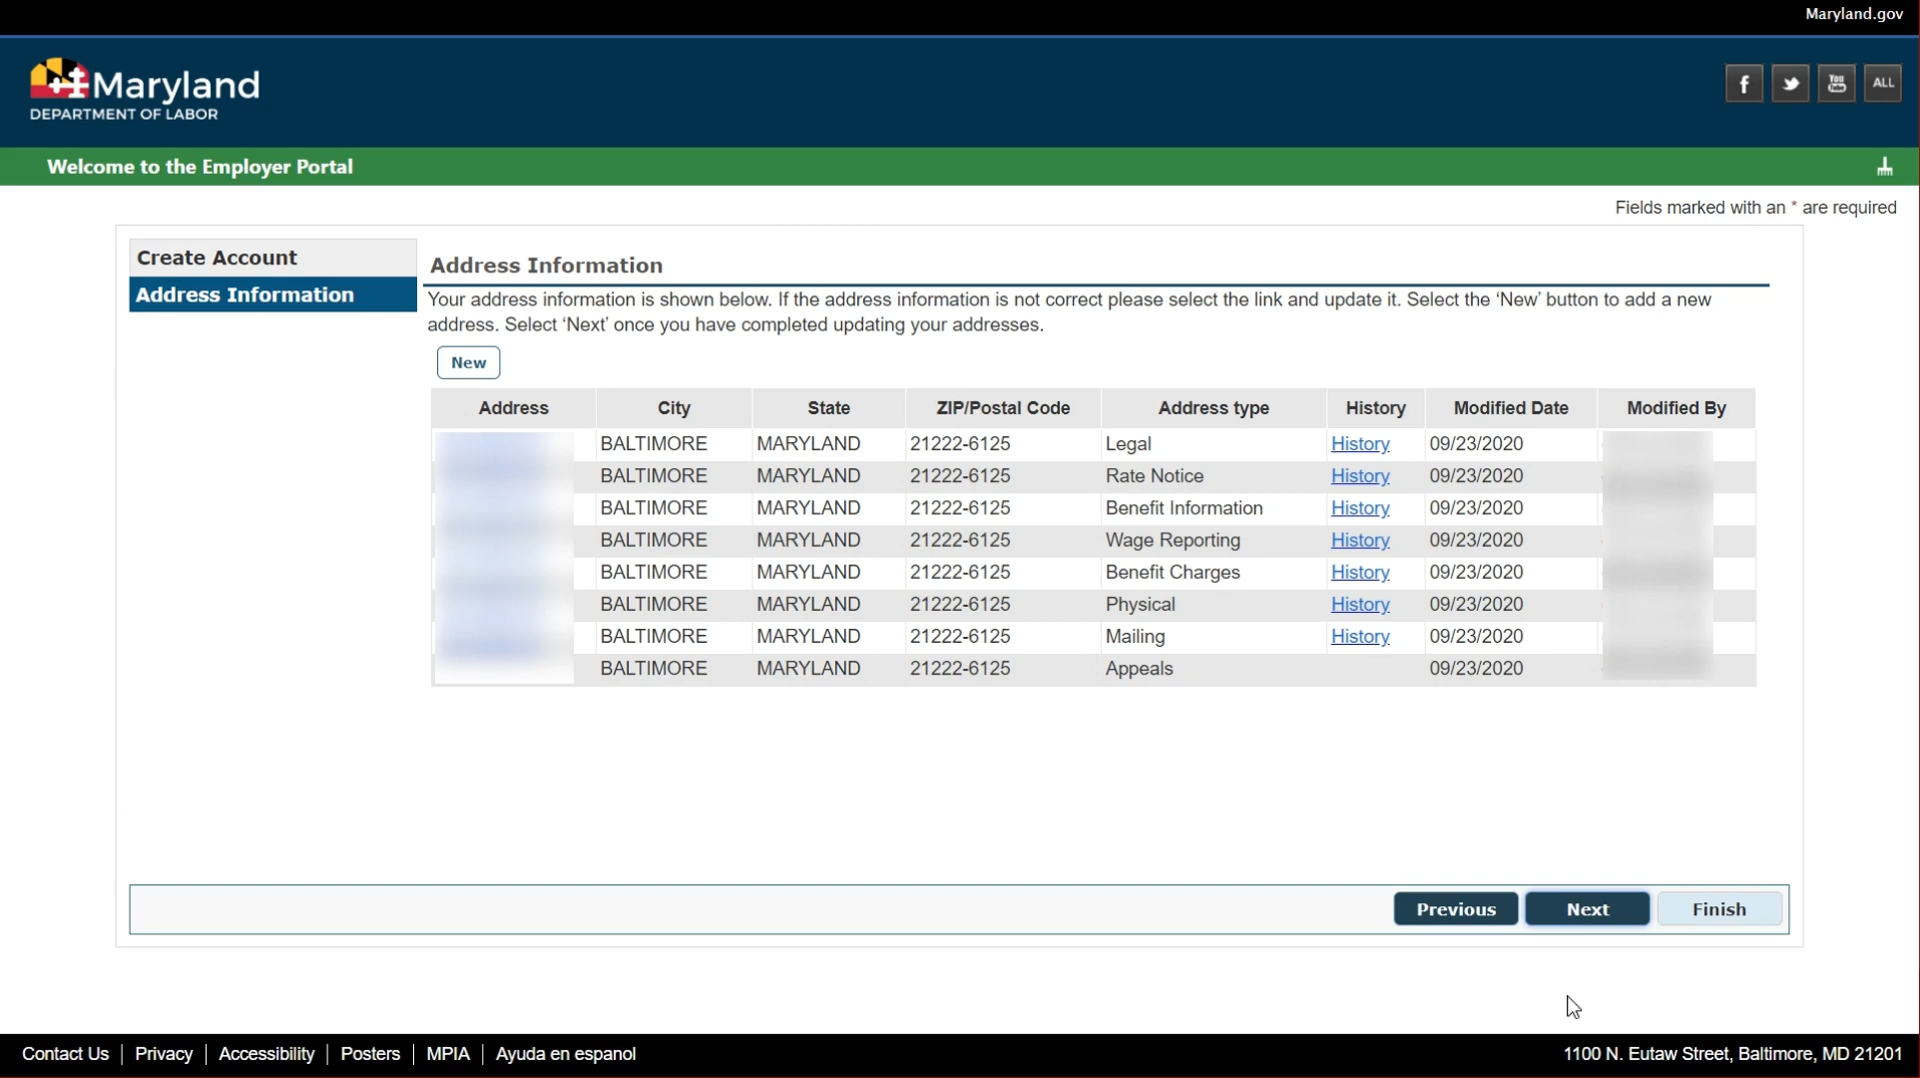 Maryland.gov
Maryland
DEPARTMENT OF LABOR
f You Tube ALL
Welcome to the Employer Portal
Fields marked with an * are required
Create Account
Address Information
Address Information
Your address information is shown below. If the address information is not correct please select the link and update it. Select the ‘New’ button to add a new
address. Select ‘Next’ once you have completed updating your addresses.
New
Address City State ZIP/Postal Code Address type History Modified Date Modified By
BALTIMORE MARYLAND 21222-6125 Legal History 09/23/2020
BALTIMORE MARYLAND 21222-6125 Rate Notice History 09/23/2020
BALTIMORE MARYLAND 21222-6125 Benefit Information History 09/23/2020
BALTIMORE MARYLAND 21222-6125 Wage Reporting History 09/23/2020
BALTIMORE MARYLAND 21222-6125 Benefit Charges History 09/23/2020
BALTIMORE MARYLAND 21222-6125 Physical History 09/23/2020
BALTIMORE MARYLAND 21222-6125 Mailing History 09/23/2020
BALTIMORE MARYLAND 21222-6125 Appeals 09/23/2020
Previous Next Finish
Contact Us | Privacy | Accessibility | Posters | MPIA | Ayuda en espanol 1100 N. Eutaw Street, Baltimore, MD 21201